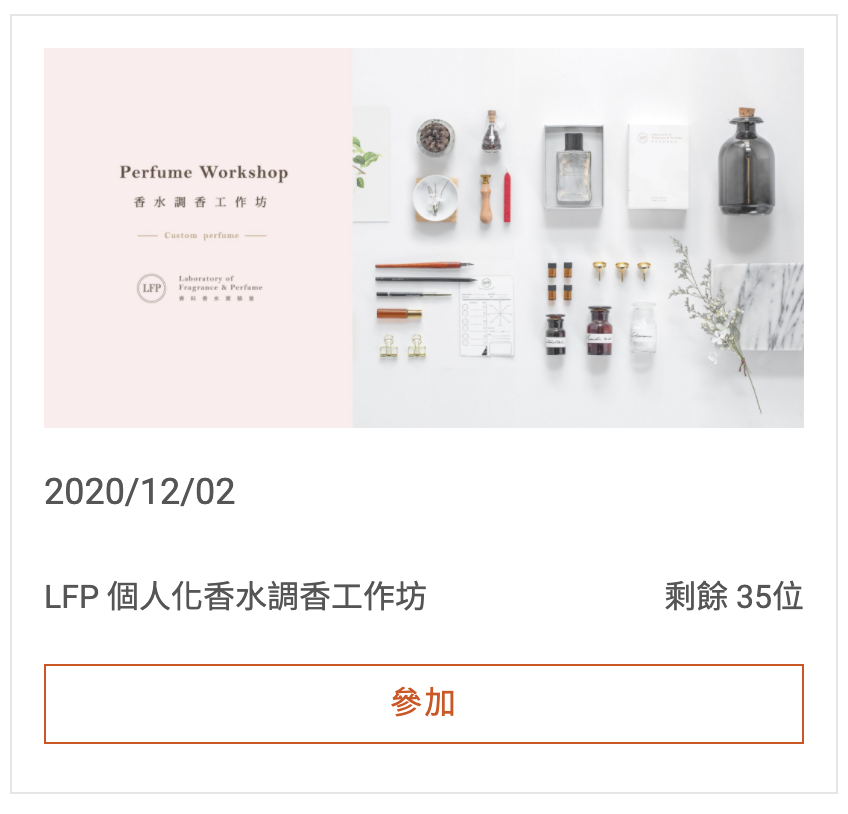 Perfume Workshop
香水調香工作坊
Custom perfume
LFP
Laboratory of
Fragrance & Perfume
香科香水實驗室
2020/12/02
LFP 個人化香水調香工作坊
剩餘 35位
參加